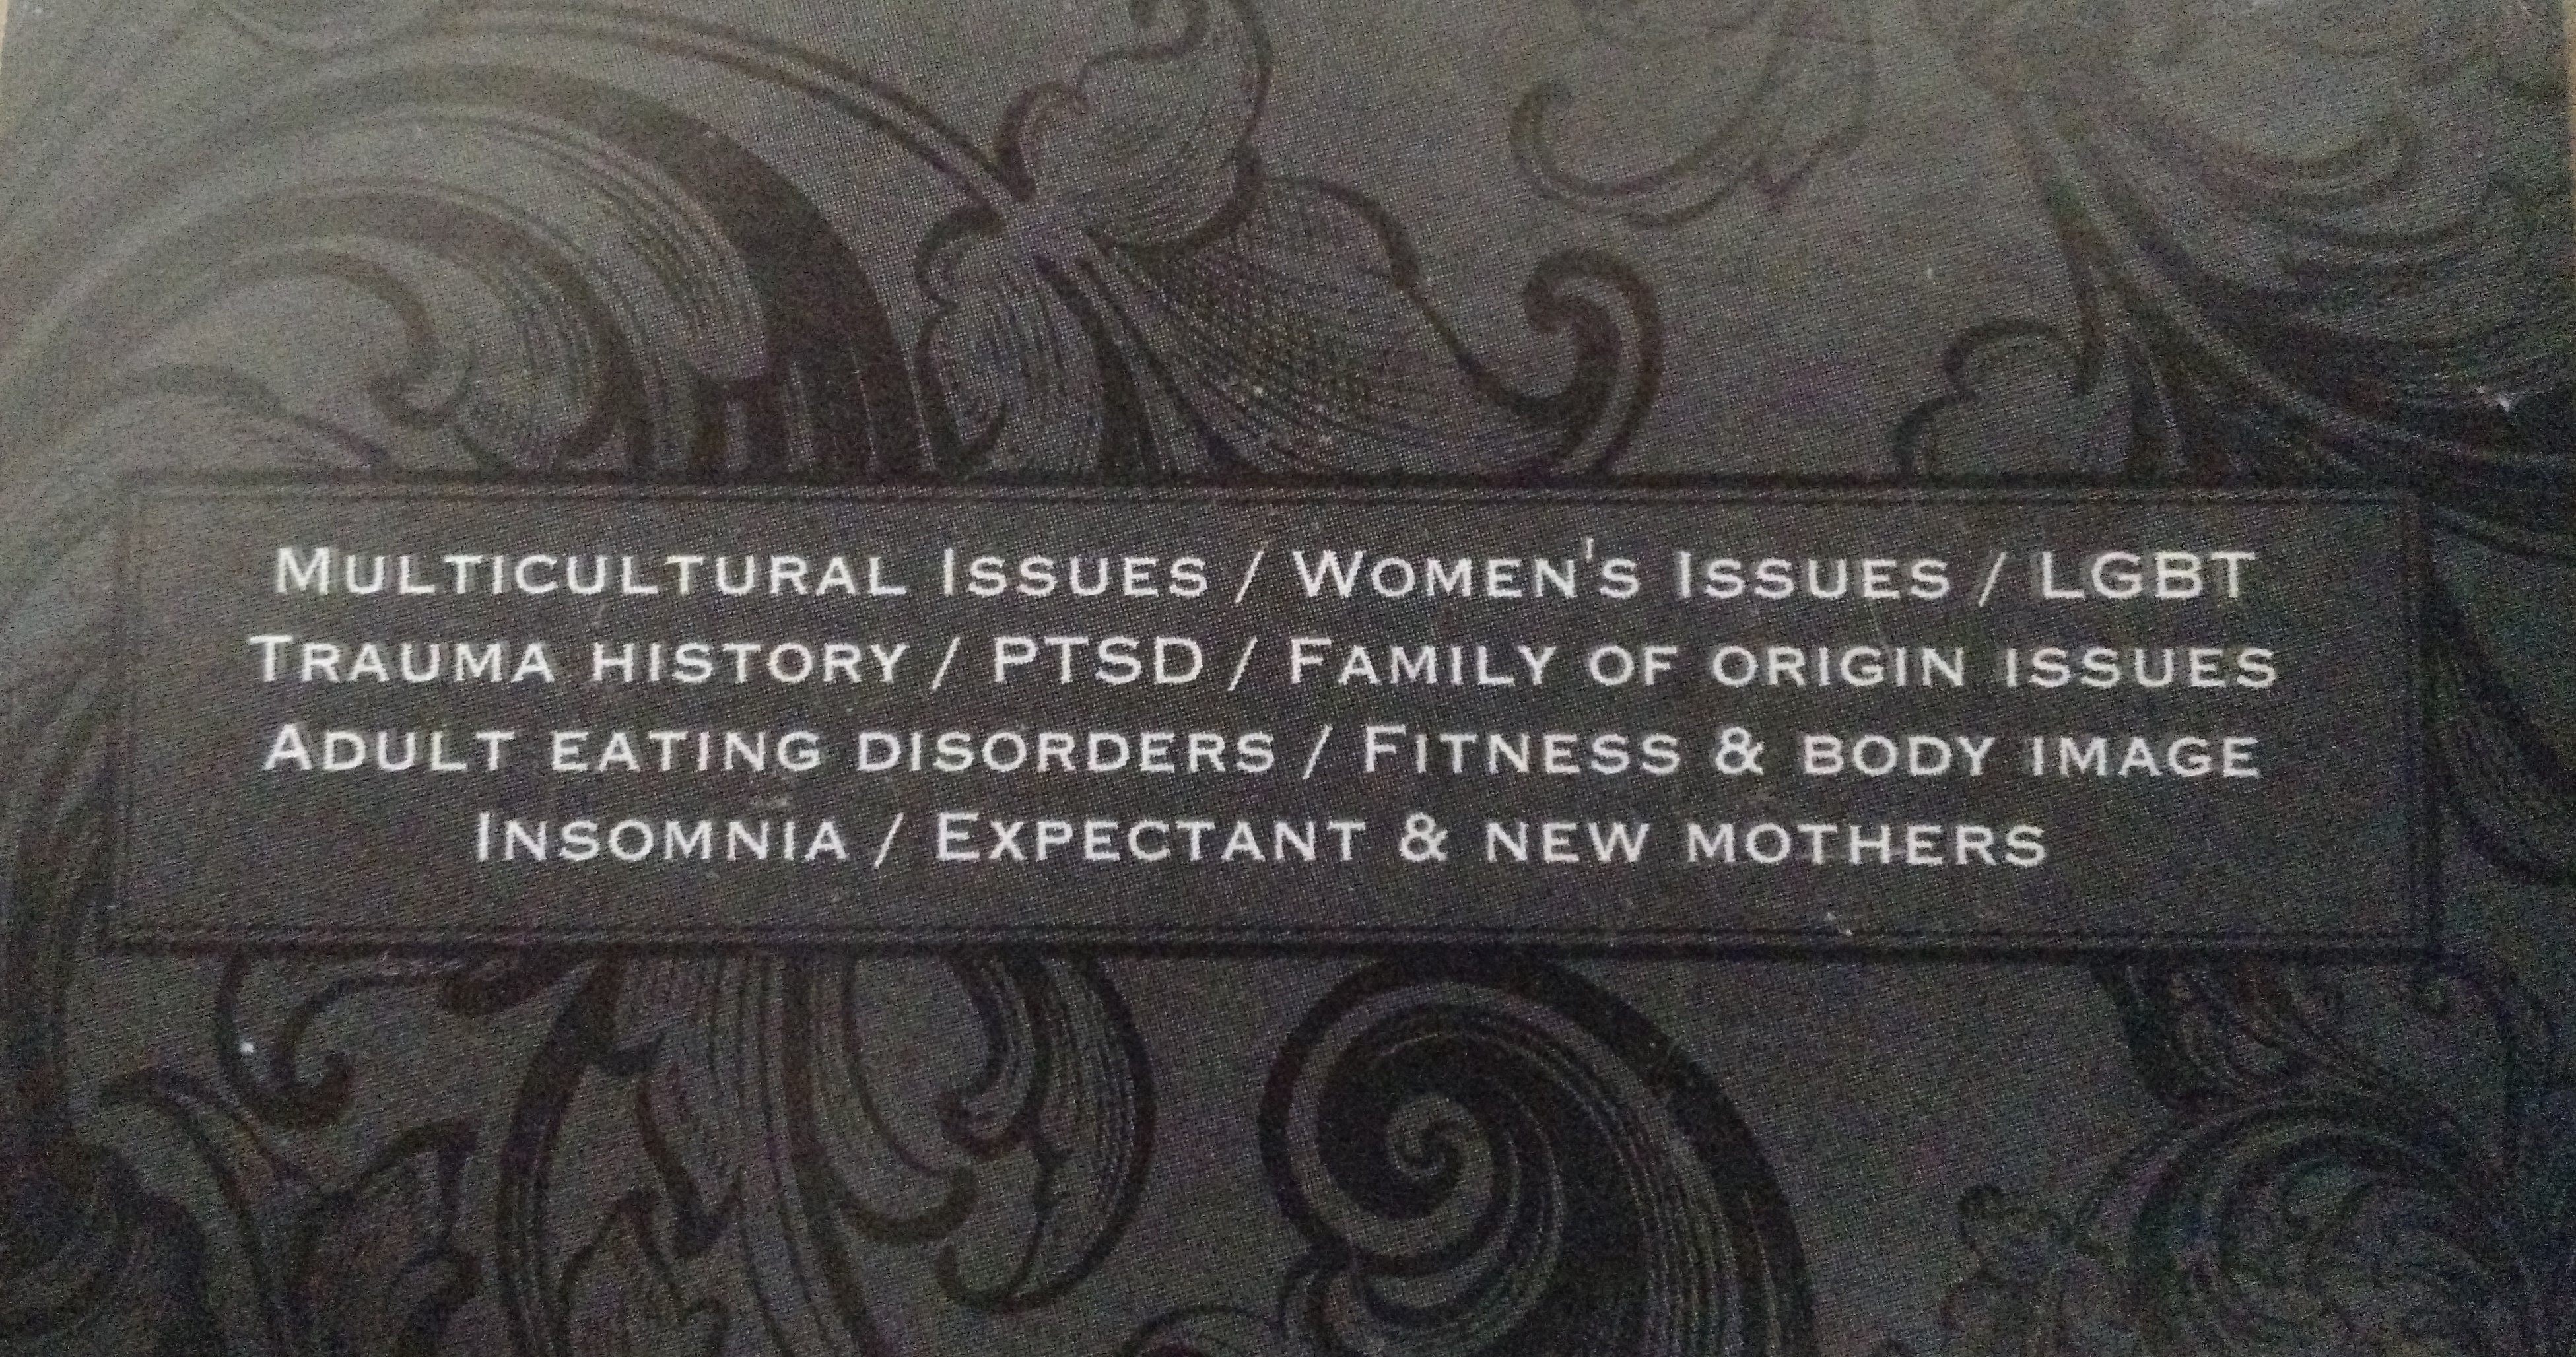 Multicultural Issues / Women's Issues / LGBT
Trauma history / PTSD / Family of origin issues
Adult eating disorders / Fitness & body image
Insomnia / Expectant & new mothers